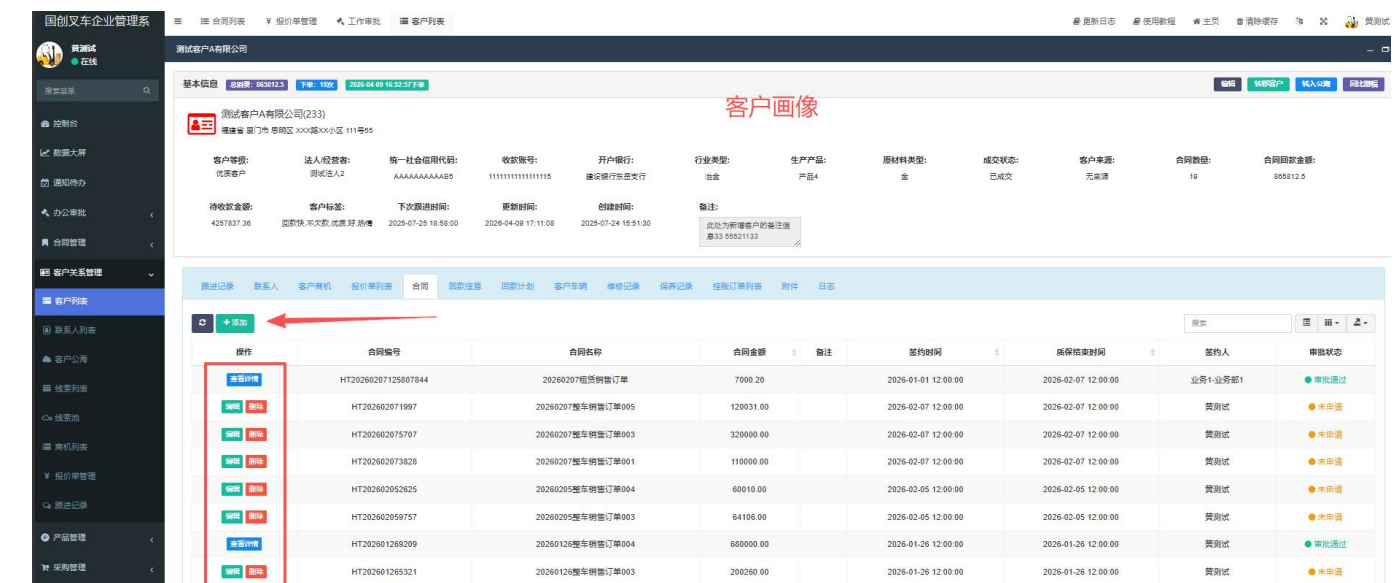 国创叉车企业管理系 合同列表 ¥ 报价单管理 工作审批 客户列表 更新日志 使用教程 主页 清除缓存 黄测试
黄测试
在线
测试客户A有限公司
搜索菜单
控制台
数据大屏
通知待办
办公审批
合同管理
客户关系管理
客户列表
联系人列表
客户公海
线索列表
线索池
商机列表
¥ 报价单管理
跟进记录
产品管理
采购管理
基本信息 总消费: 865812.5 下单: 19次 2026-04-09 16:52:57下单 编辑 转移客户 转入公海 同比增幅
客户画像
测试客户A有限公司(233)
福建省 厦门市 思明区 XXX路XX小区 111号55
客户等级: 法人/经营者: 统一社会信用代码: 收款账号: 开户银行: 行业类型: 生产产品: 原材料类型: 成交状态: 客户来源: 合同数量: 合同回款金额:
优质客户 测试法人2 AAAAAAAAAAB5 1111111111111115 建设银行东岳支行 冶金 产品4 金 已成交 无来源 19 865812.5
待收款金额: 客户标签: 下次跟进时间: 更新时间: 创建时间: 备注:
4257837.36 回款快,不欠款,优质,好,热情 2025-07-25 18:58:00 2026-04-09 17:11:08 2025-07-24 15:51:30 此处为新增客户的备注信
息33 55521133
跟进记录 联系人 客户商机 报价单列表 合同 回款信息 回款计划 客户车辆 维修记录 保养记录 挂账订单列表 附件 日志
+添加 搜索
操作 合同编号 合同名称 合同金额 备注 签约时间 质保结束时间 签约人 审批状态
查看详情 HT20260207125807844 20260207租赁销售订单 7000.20 2026-01-01 12:00:00 2026-02-07 12:00:00 业务1-业务部1 审批通过
编辑 删除 HT202602071997 20260207整车销售订单005 120031.00 2026-02-07 12:00:00 2026-02-07 12:00:00 黄测试 未申请
编辑 删除 HT202602075707 20260207整车销售订单003 320000.00 2026-02-07 12:00:00 2026-02-07 12:00:00 黄测试 未申请
编辑 删除 HT202602073828 20260207整车销售订单001 110000.00 2026-02-07 12:00:00 2026-02-07 12:00:00 黄测试 未申请
编辑 删除 HT202602052625 20260205整车销售订单004 60010.00 2026-02-05 12:00:00 2026-02-05 12:00:00 黄测试 未申请
编辑 删除 HT202602059757 20260205整车销售订单003 64106.00 2026-02-05 12:00:00 2026-02-05 12:00:00 黄测试 未申请
查看详情 HT202601269209 20260126整车销售订单004 680000.00 2026-01-26 12:00:00 2026-01-26 12:00:00 黄测试 审批通过
编辑 删除 HT202601265321 20260126整车销售订单003 200260.00 2026-01-26 12:00:00 2026-01-26 12:00:00 黄测试 未申请